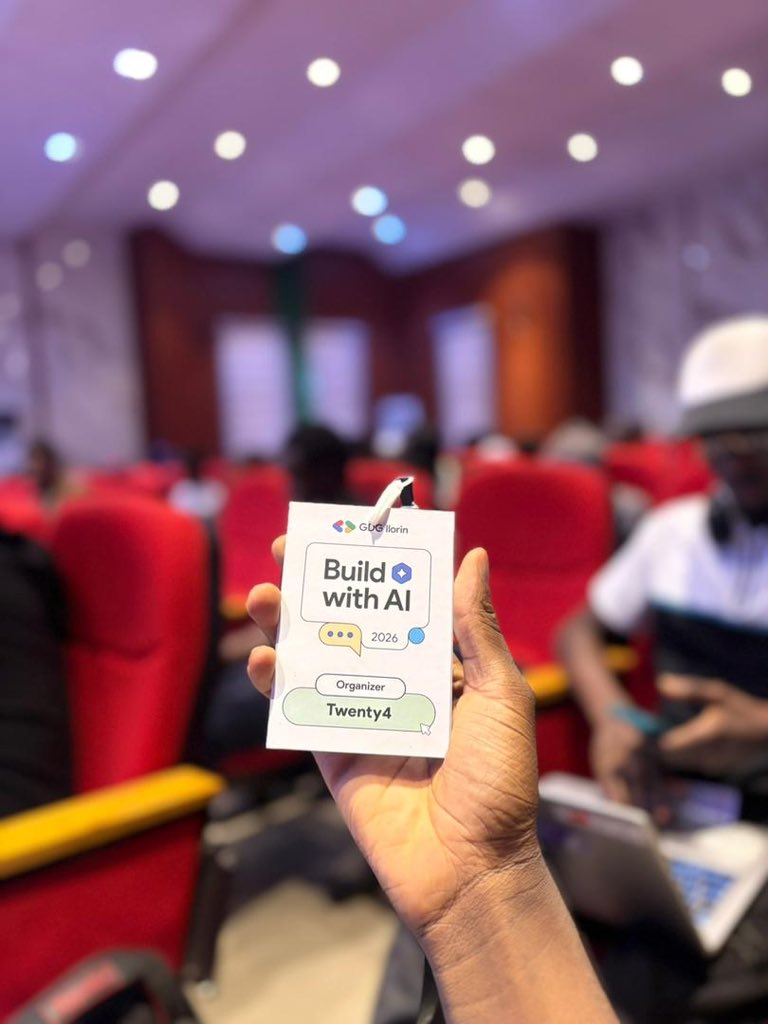 GDG Ilorin
Build
with AI
2026
Organizer
Twenty4